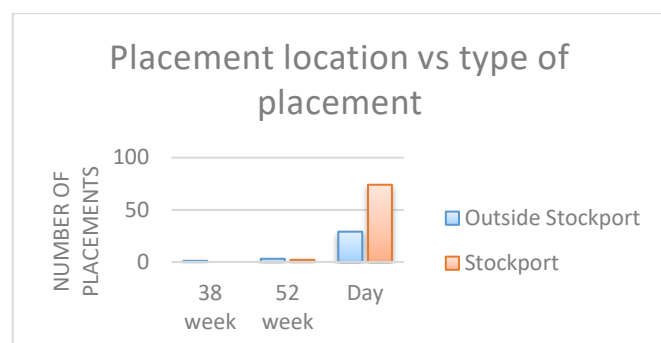 Placement location vs type of
placement
NUMBER OF
PLACEMENTS
100
50
0
38
week
52
week
Day
Outside Stockport
Stockport